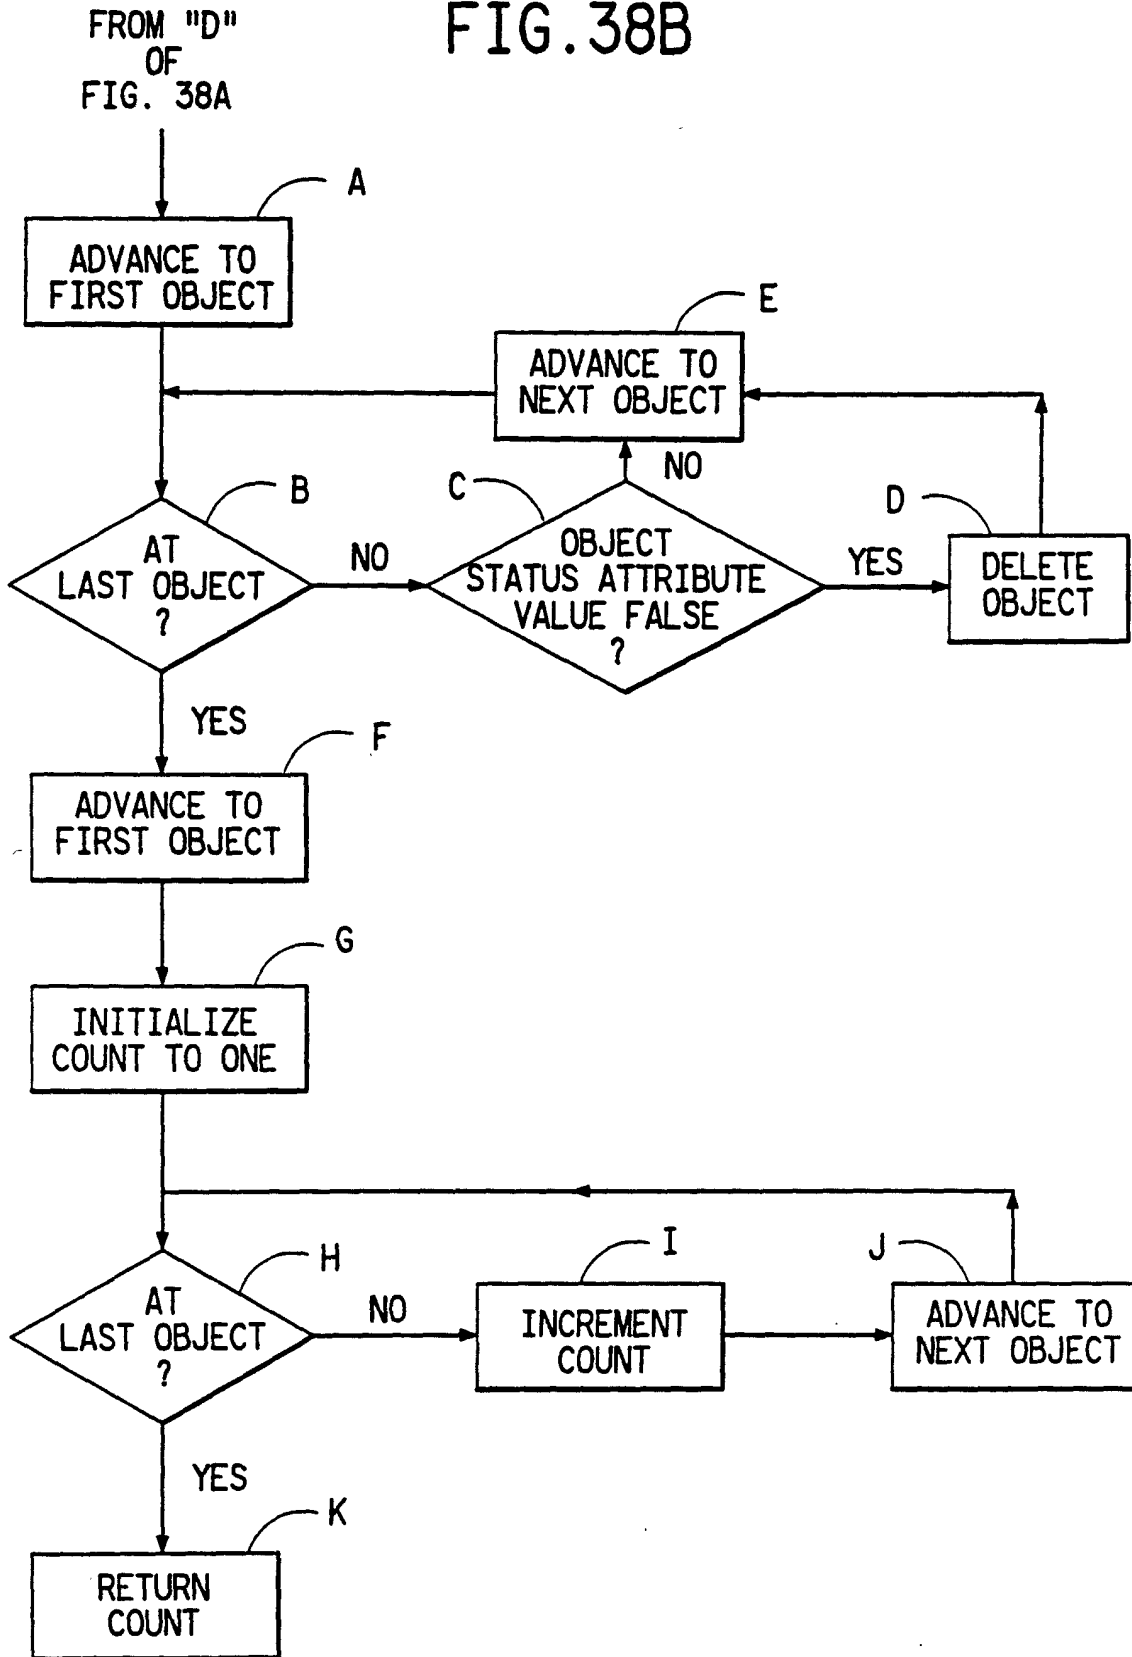 FIG.38B
FROM "D"
OF
FIG. 38A
A
ADVANCE TO
FIRST OBJECT
E
ADVANCE TO
NEXT OBJECT
NO
B
AT
LAST OBJECT
?
NO
C
OBJECT
STATUS ATTRIBUTE
VALUE FALSE
?
YES
D
DELETE
OBJECT
YES
F
ADVANCE TO
FIRST OBJECT
G
INITIALIZE
COUNT TO ONE
H
AT
LAST OBJECT
?
NO
I
INCREMENT
COUNT
J
ADVANCE TO
NEXT OBJECT
YES
K
RETURN
COUNT